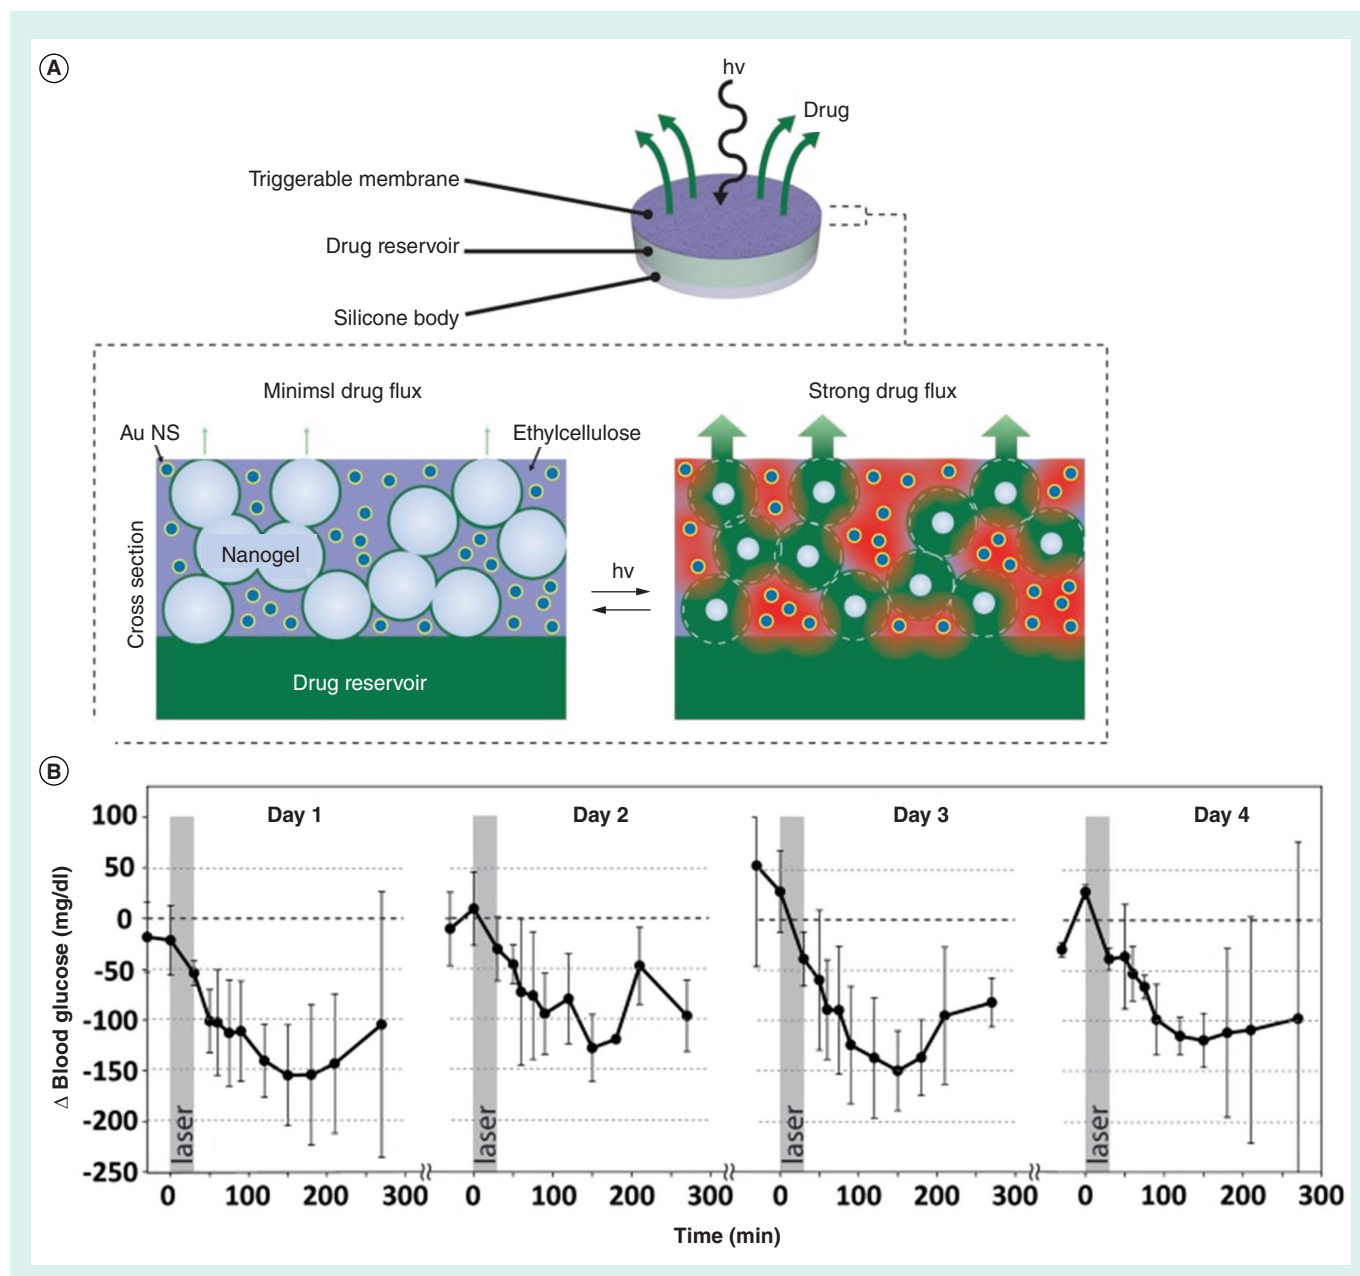 A
hv
Drug
Triggerable membrane
Drug reservoir
Silicone body
Minimsl drug flux
Strong drug flux
Au NS
Ethylcellulose
Cross section
Nanogel
hv
Drug reservoir
B
Δ Blood glucose (mg/dl)
100
50
0
-50
-100
-150
-200
-250
Day 1
Day 2
Day 3
Day 4
laser
laser
laser
laser
0 100 200 300
0 100 200 300
0 100 200 300
0 100 200 300
Time (min)